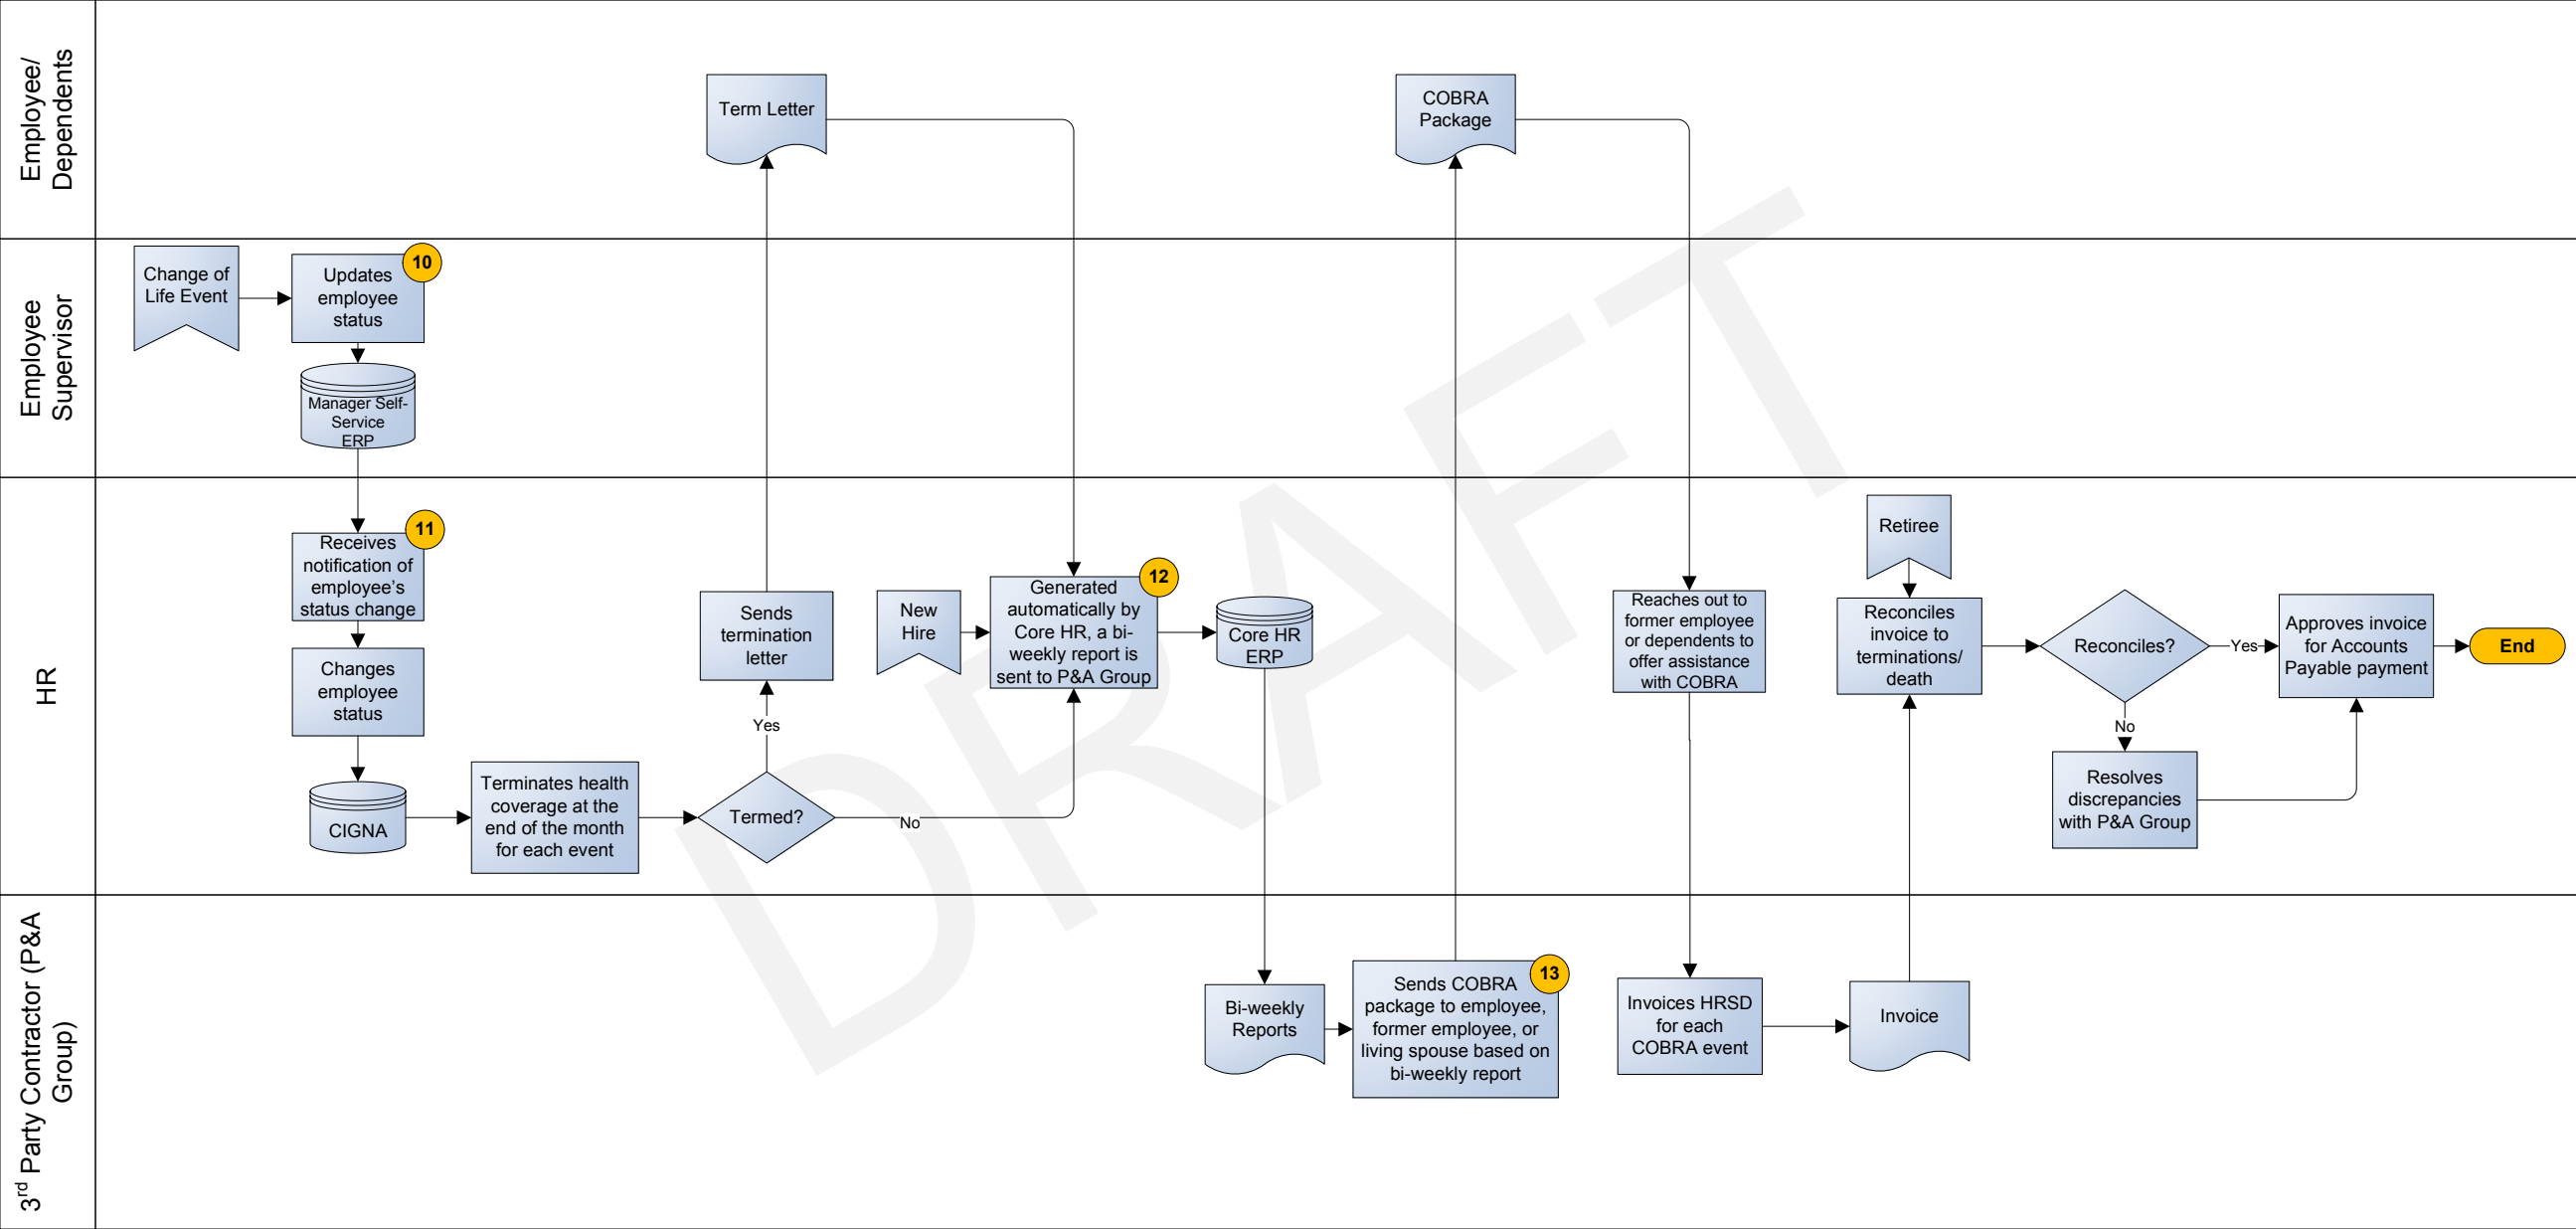 Employee/
Dependents
Term Letter
COBRA
Package
Employee
Supervisor
Change of
Life Event
Updates
employee
status
10
Manager Self-
Service
ERP
HR
11
Receives
notification of
employee's
status change
Changes
employee
status
CIGNA
Terminates health
coverage at the
end of the month
for each event
Termed?
Yes
No
Sends
termination
letter
New
Hire
12
Generated
automatically by
Core HR, a bi-
weekly report is
sent to P&A Group
Core HR
ERP
Reaches out to
former employee
or dependents to
offer assistance
with COBRA
Retiree
Reconciles
invoice to
terminations/
death
Reconciles?
Yes
No
Resolves
discrepancies
with P&A Group
Approves invoice
for Accounts
Payable payment
End
3rd Party Contractor (P&A
Group)
Bi-weekly
Reports
13
Sends COBRA
package to employee,
former employee, or
living spouse based on
bi-weekly report
Invoices HRSD
for each
COBRA event
Invoice
DRAFT